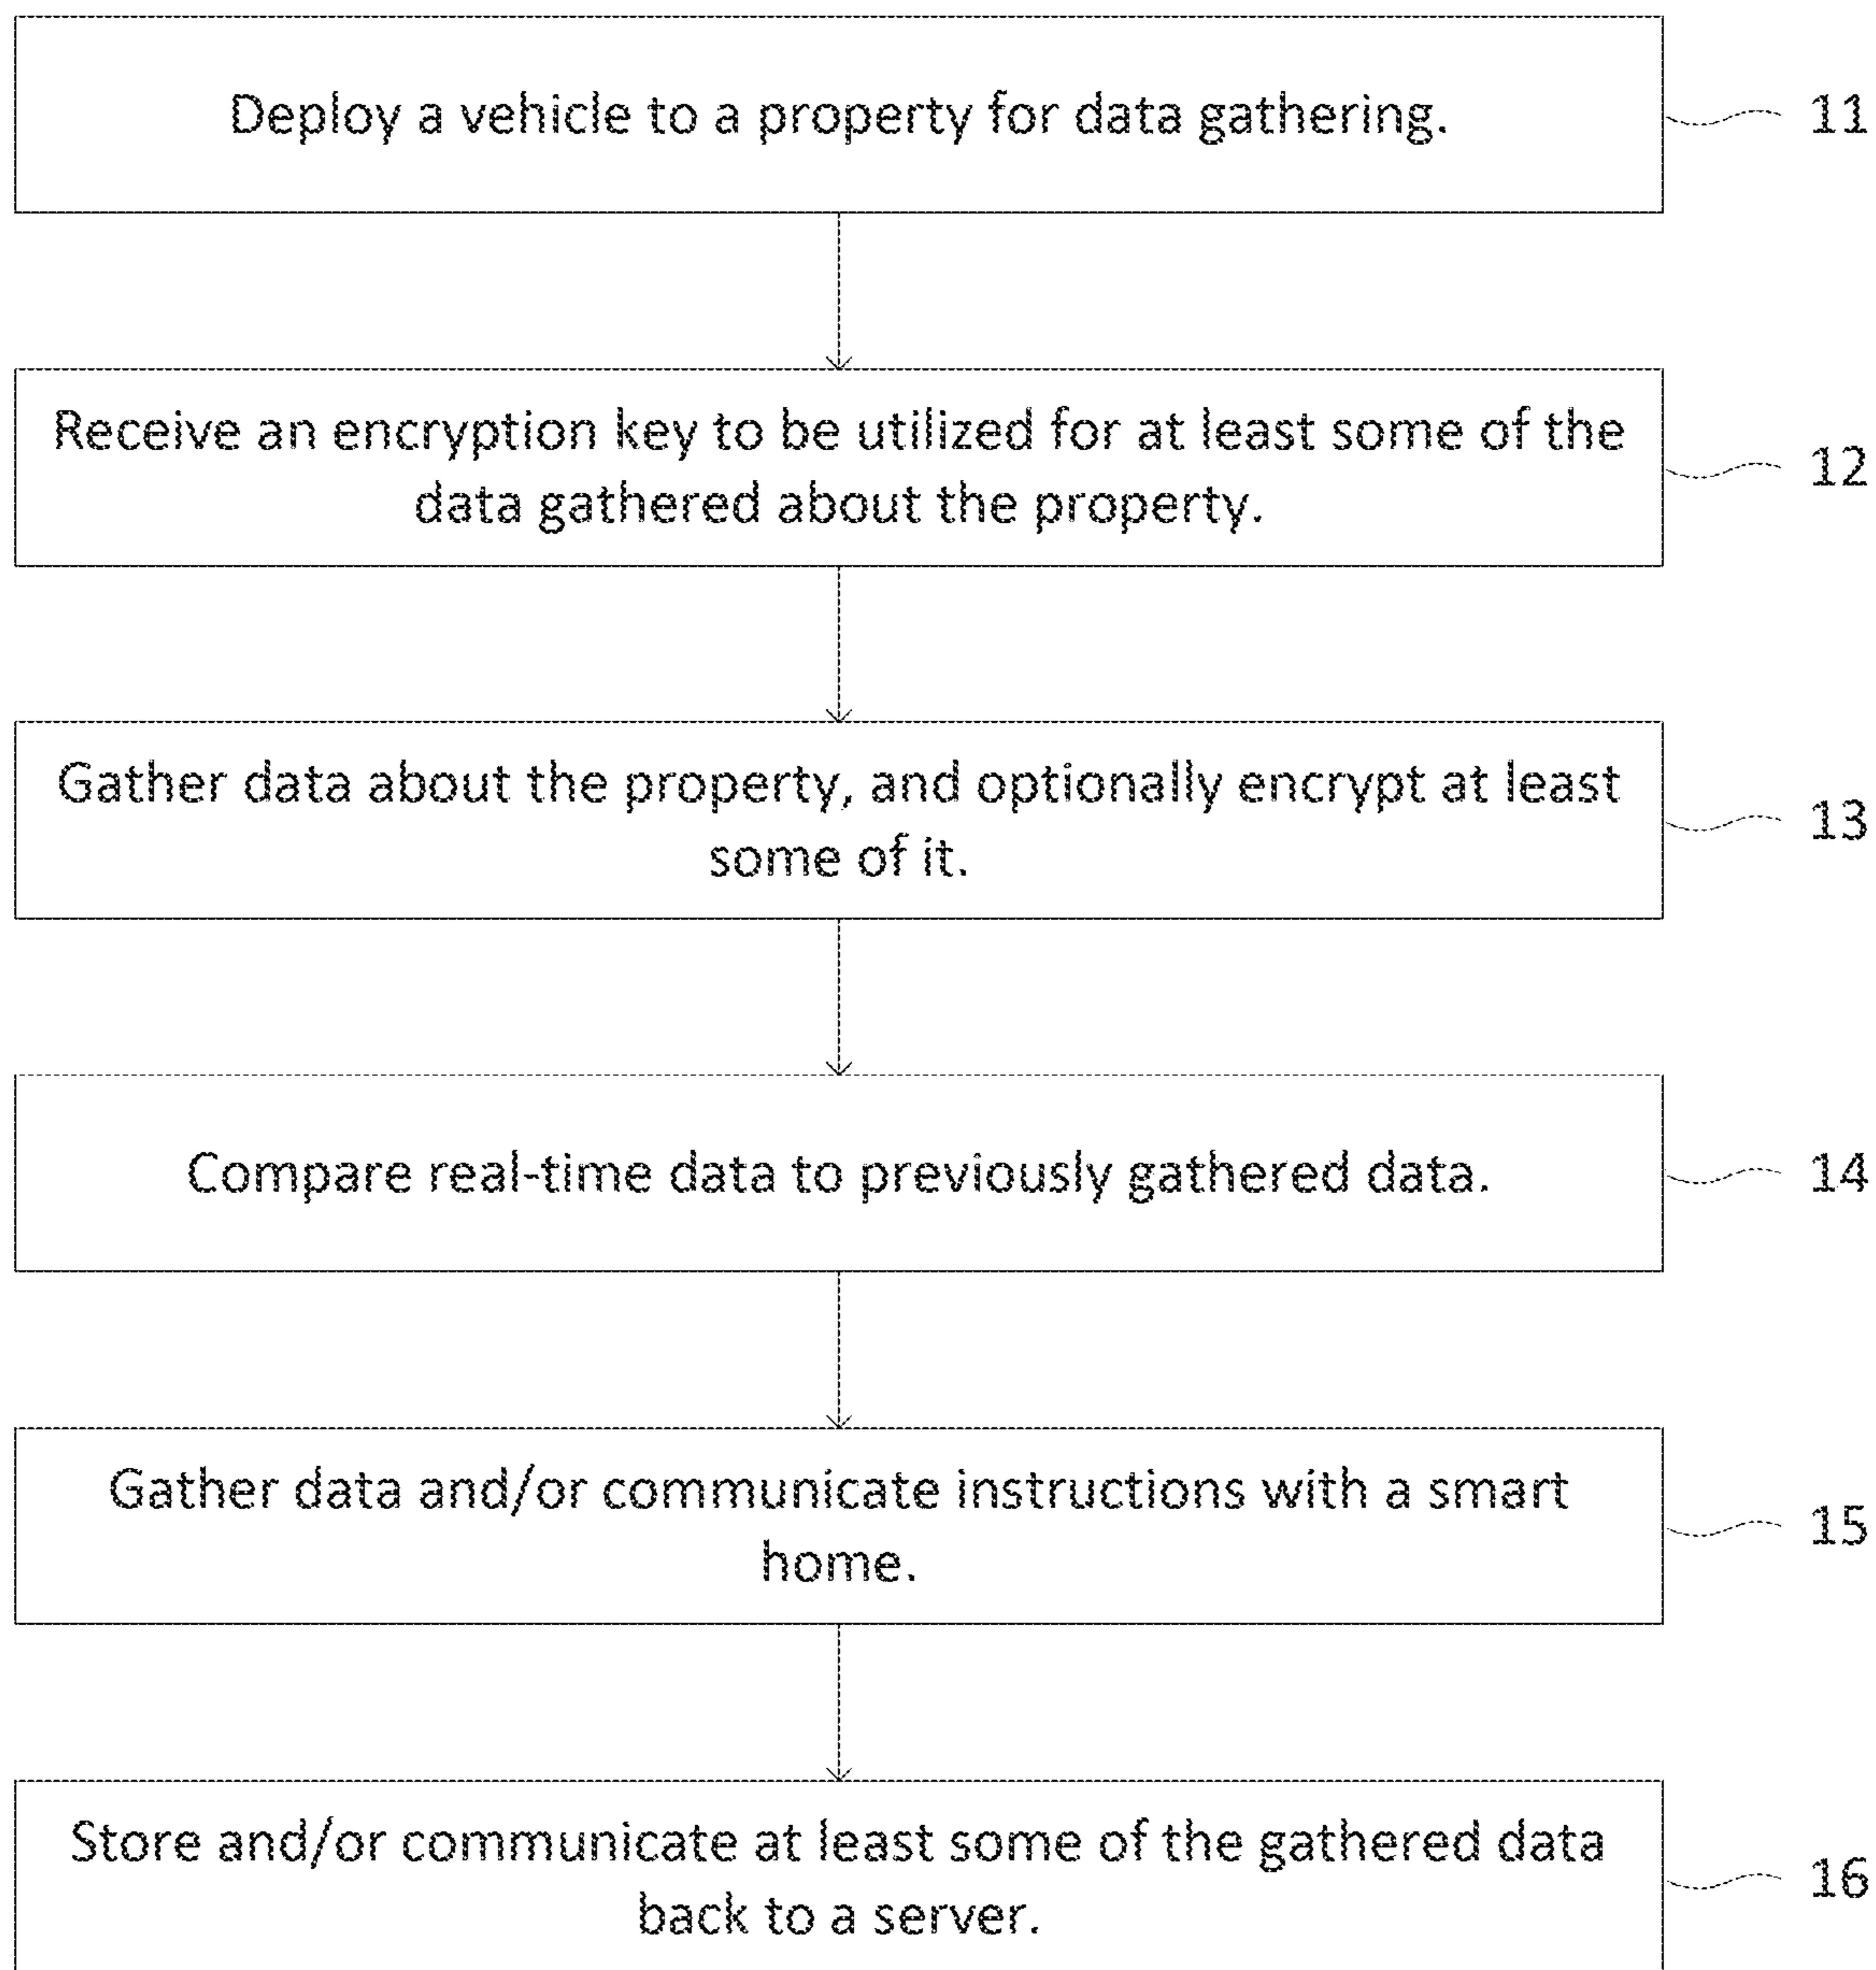 Deploy a vehicle to a property for data gathering.
11
Receive an encryption key to be utilized for at least some of the
data gathered about the property.
12
Gather data about the property, and optionally encrypt at least
some of it.
13
Compare real-time data to previously gathered data.
14
Gather data and/or communicate instructions with a smart
home.
15
Store and/or communicate at least some of the gathered data
back to a server.
16